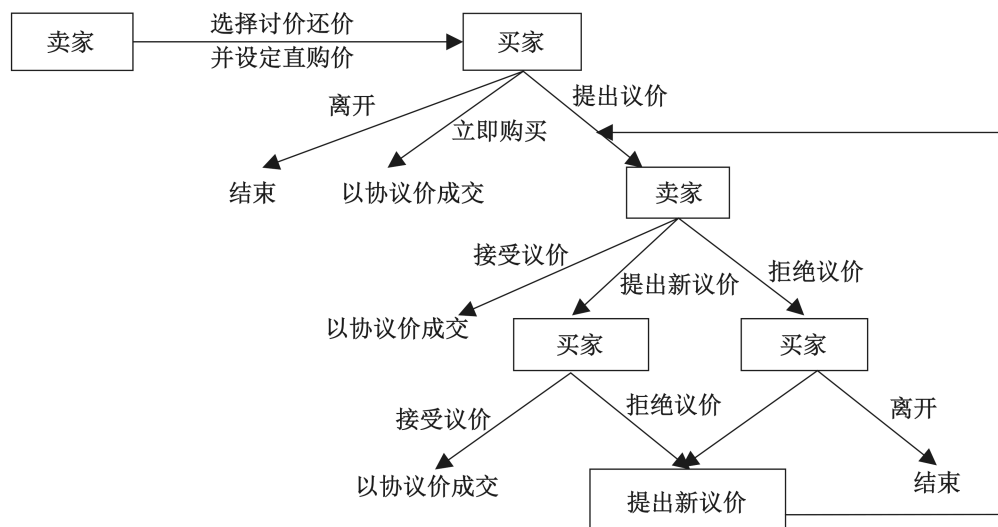 卖家
选择讨价还价
并设定直购价
买家
离开
立即购买
提出议价
结束
以协议价成交
卖家
接受议价
提出新议价
拒绝议价
以协议价成交
买家
买家
接受议价
拒绝议价
离开
以协议价成交
提出新议价
结束